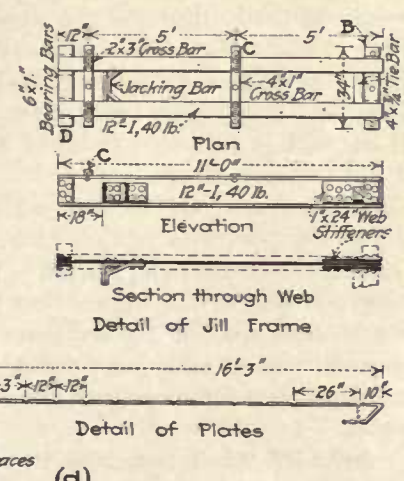 12" 5' 5' B
2"x3" Cross Bar C
6"x1" Bearing Bars
Jacking Bar 4"x1" Cross Bar 34" 4"x¼" Tie Bar
D 12"-I, 40 lb.
Plan
C 11'-0"
12"-I, 40 lb.
18" Elevation 1"x24" Web Stiffeners
Section through Web
Detail of Jill Frame
16'-3"
-3" 12" 12" 26" 10"
Detail of Plates
aces
(d)